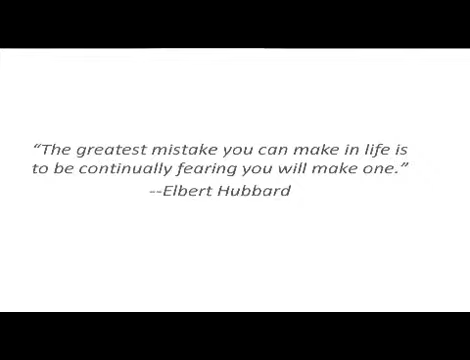 “The greatest mistake you can make in life is
to be continually fearing you will make one.”
--Elbert Hubbard